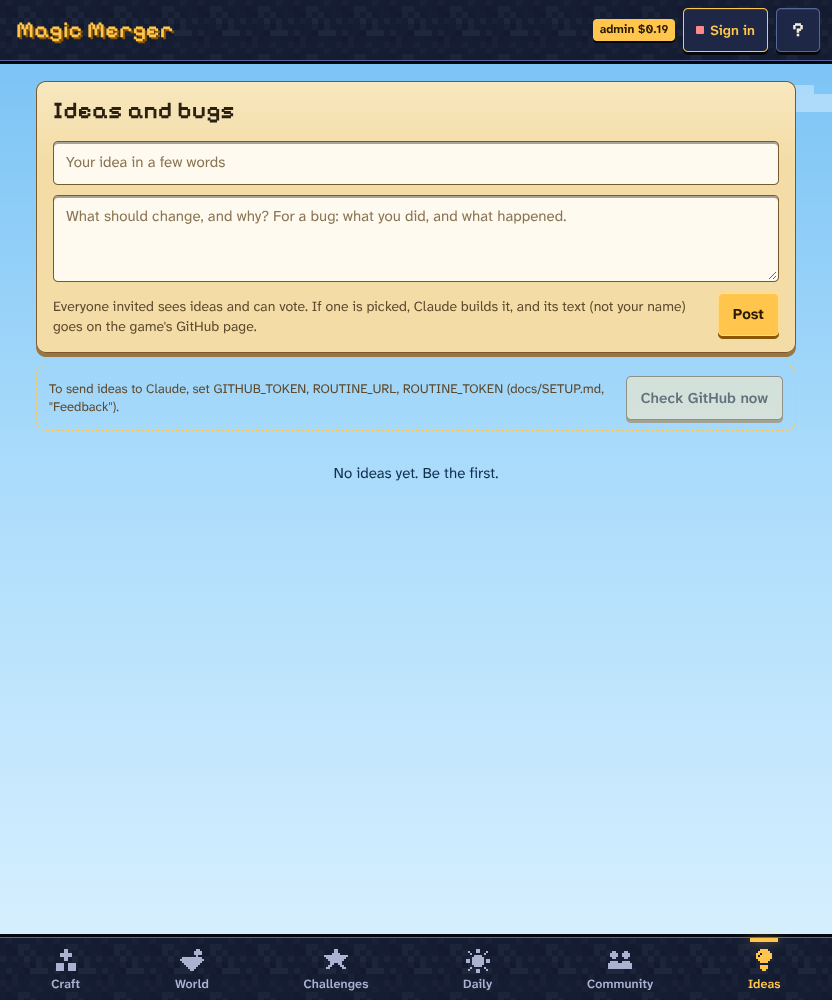 Magic Merger
admin $0.19
Sign in
?
Ideas and bugs
Your idea in a few words
What should change, and why? For a bug: what you did, and what happened.
Everyone invited sees ideas and can vote. If one is picked, Claude builds it, and its text (not your name)
goes on the game's GitHub page.
Post
To send ideas to Claude, set GITHUB_TOKEN, ROUTINE_URL, ROUTINE_TOKEN (docs/SETUP.md,
"Feedback").
Check GitHub now
No ideas yet. Be the first.
Craft
World
Challenges
Daily
Community
Ideas